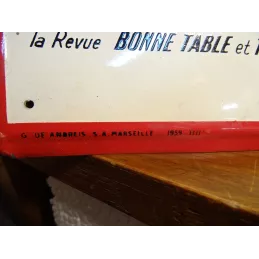 la Revue BONNE TABLE et
G. DE ANDREIS S.A. MARSEILLE 1959